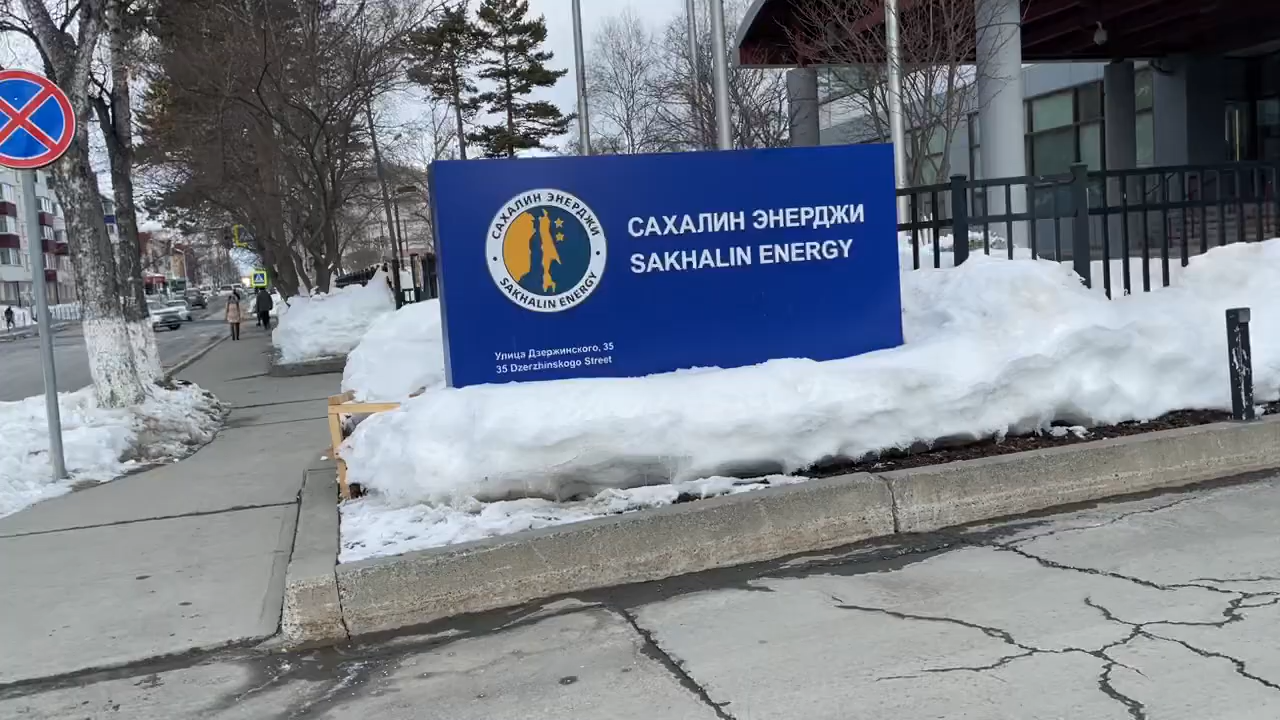 САХАЛИН ЭНЕРДЖИ
SAKHALIN ENERGY
САХАЛИН ЭНЕРДЖИ
SAKHALIN ENERGY
Улица Дзержинского, 35
35 Dzerzhinskogo Street